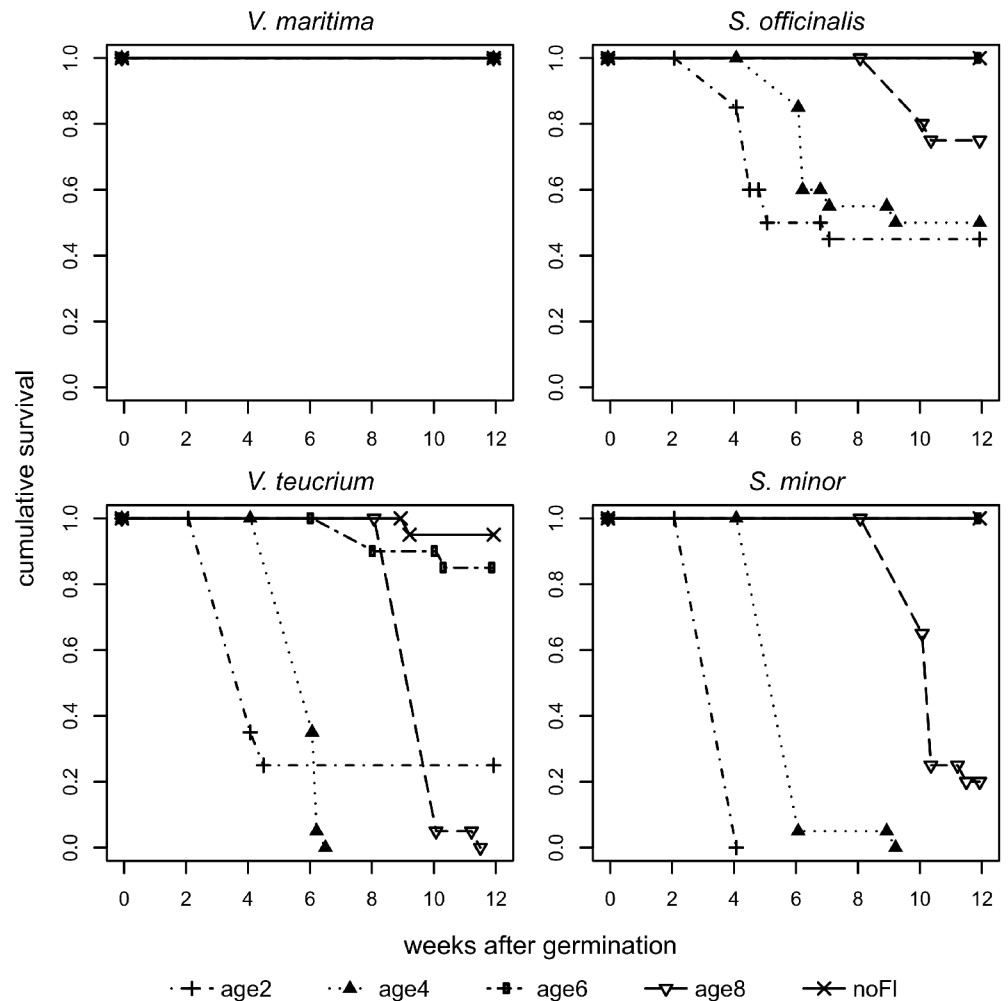 V. maritima
S. officinalis
1.0
0.8
0.6
0.4
0.2
0.0
0 2 4 6 8 10 12
1.0
0.8
0.6
0.4
0.2
0.0
0 2 4 6 8 10 12
cumulative survival
V. teucrium
S. minor
1.0
0.8
0.6
0.4
0.2
0.0
0 2 4 6 8 10 12
1.0
0.8
0.6
0.4
0.2
0.0
0 2 4 6 8 10 12
weeks after germination
age2 age4 age6 age8 noFl